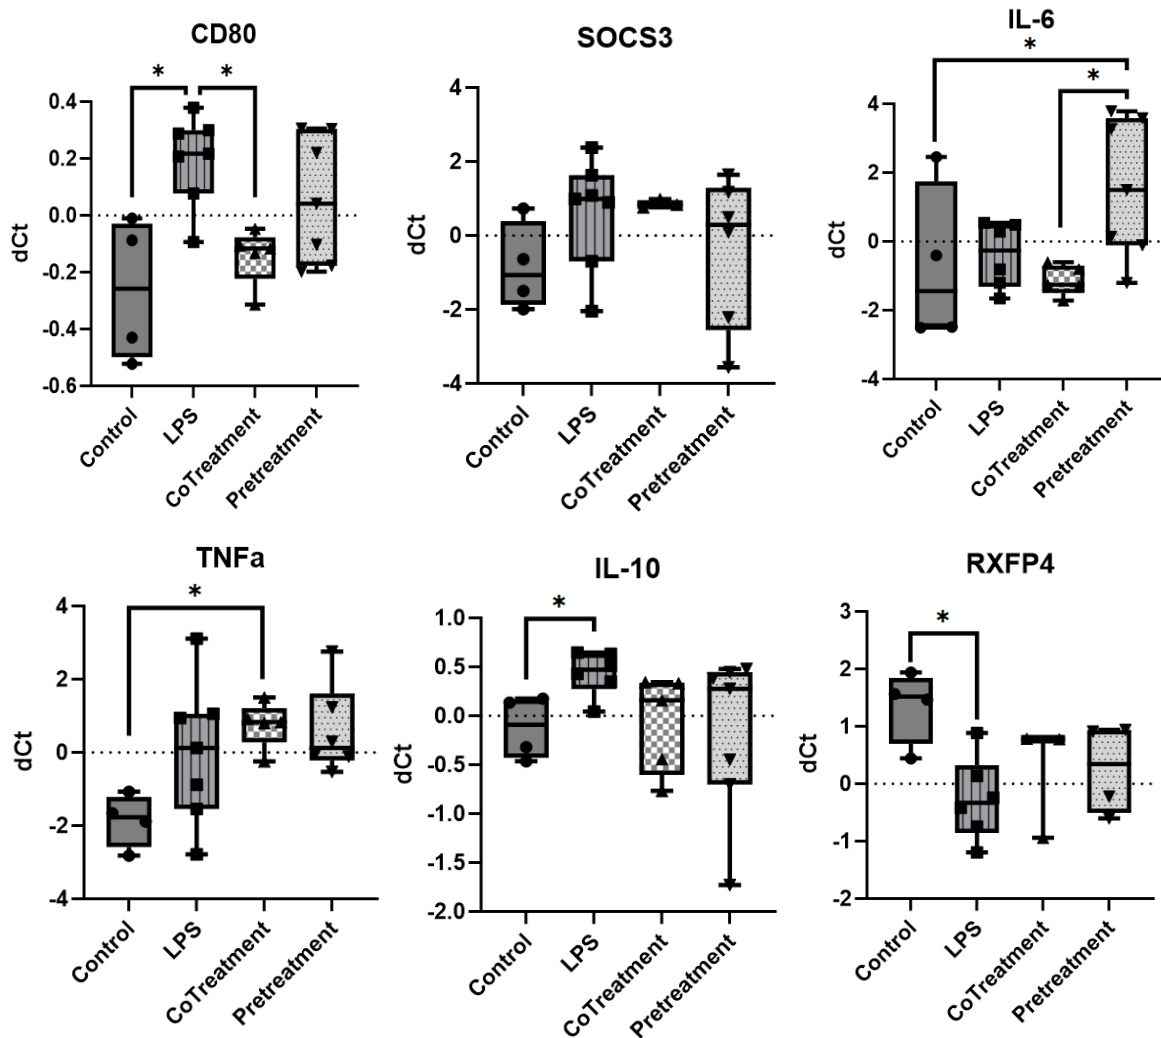 CD80
*
*
0.4
0.2
0.0
-0.2
-0.4
-0.6
dCt
Control
LPS
CoTreatment
Pretreatment
SOCS3
4
2
0
-2
-4
dCt
Control
LPS
CoTreatment
Pretreatment
IL-6
*
*
4
2
0
-2
-4
dCt
Control
LPS
CoTreatment
Pretreatment
TNFa
*
4
2
0
-2
-4
dCt
Control
LPS
CoTreatment
Pretreatment
IL-10
*
1.0
0.5
0.0
-0.5
-1.0
-1.5
-2.0
dCt
Control
LPS
CoTreatment
Pretreatment
RXFP4
*
3
2
1
0
-1
-2
dCt
Control
LPS
CoTreatment
Pretreatment